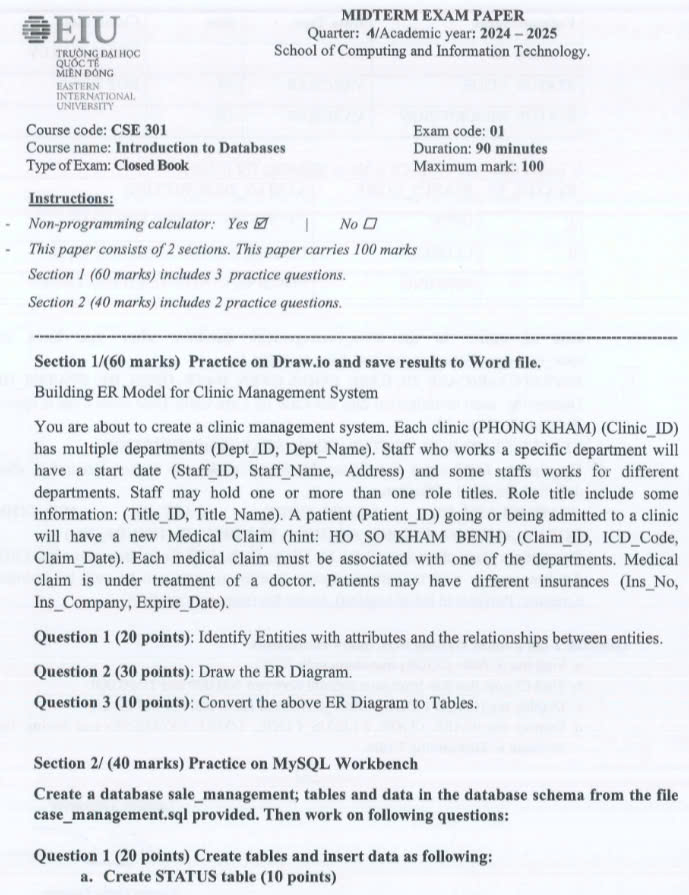 EIU
TRƯỜNG ĐẠI HỌC
QUỐC TẾ
MIỀN ĐÔNG
EASTERN
INTERNATIONAL
UNIVERSITY
MIDTERM EXAM PAPER
Quarter: 4/Academic year: 2024 – 2025
School of Computing and Information Technology.
Course code: CSE 301
Course name: Introduction to Databases
Type of Exam: Closed Book
Exam code: 01
Duration: 90 minutes
Maximum mark: 100
Instructions:
- Non-programming calculator: Yes ☑ | No ☐
- This paper consists of 2 sections. This paper carries 100 marks
Section 1 (60 marks) includes 3 practice questions.
Section 2 (40 marks) includes 2 practice questions.
Section 1/(60 marks) Practice on Draw.io and save results to Word file.
Building ER Model for Clinic Management System
You are about to create a clinic management system. Each clinic (PHONG KHAM) (Clinic_ID)
has multiple departments (Dept_ID, Dept_Name). Staff who works a specific department will
have a start date (Staff_ID, Staff_Name, Address) and some staffs works for different
departments. Staff may hold one or more than one role titles. Role title include some
information: (Title_ID, Title_Name). A patient (Patient_ID) going or being admitted to a clinic
will have a new Medical Claim (hint: HO SO KHAM BENH) (Claim_ID, ICD_Code,
Claim_Date). Each medical claim must be associated with one of the departments. Medical
claim is under treatment of a doctor. Patients may have different insurances (Ins_No,
Ins_Company, Expire_Date).
Question 1 (20 points): Identify Entities with attributes and the relationships between entities.
Question 2 (30 points): Draw the ER Diagram.
Question 3 (10 points): Convert the above ER Diagram to Tables.
Section 2/ (40 marks) Practice on MySQL Workbench
Create a database sale_management; tables and data in the database schema from the file
case_management.sql provided. Then work on following questions:
Question 1 (20 points) Create tables and insert data as following:
a. Create STATUS table (10 points)